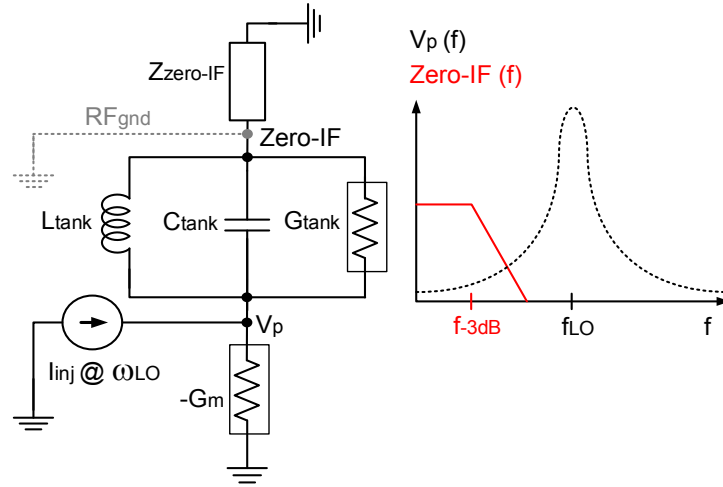 Zzero-IF
RFgnd
Zero-IF
Ltank
Ctank
Gtank
Vp
Iinj @ ωLO
-Gm
Vp (f)
Zero-IF (f)
f-3dB
fLO
f